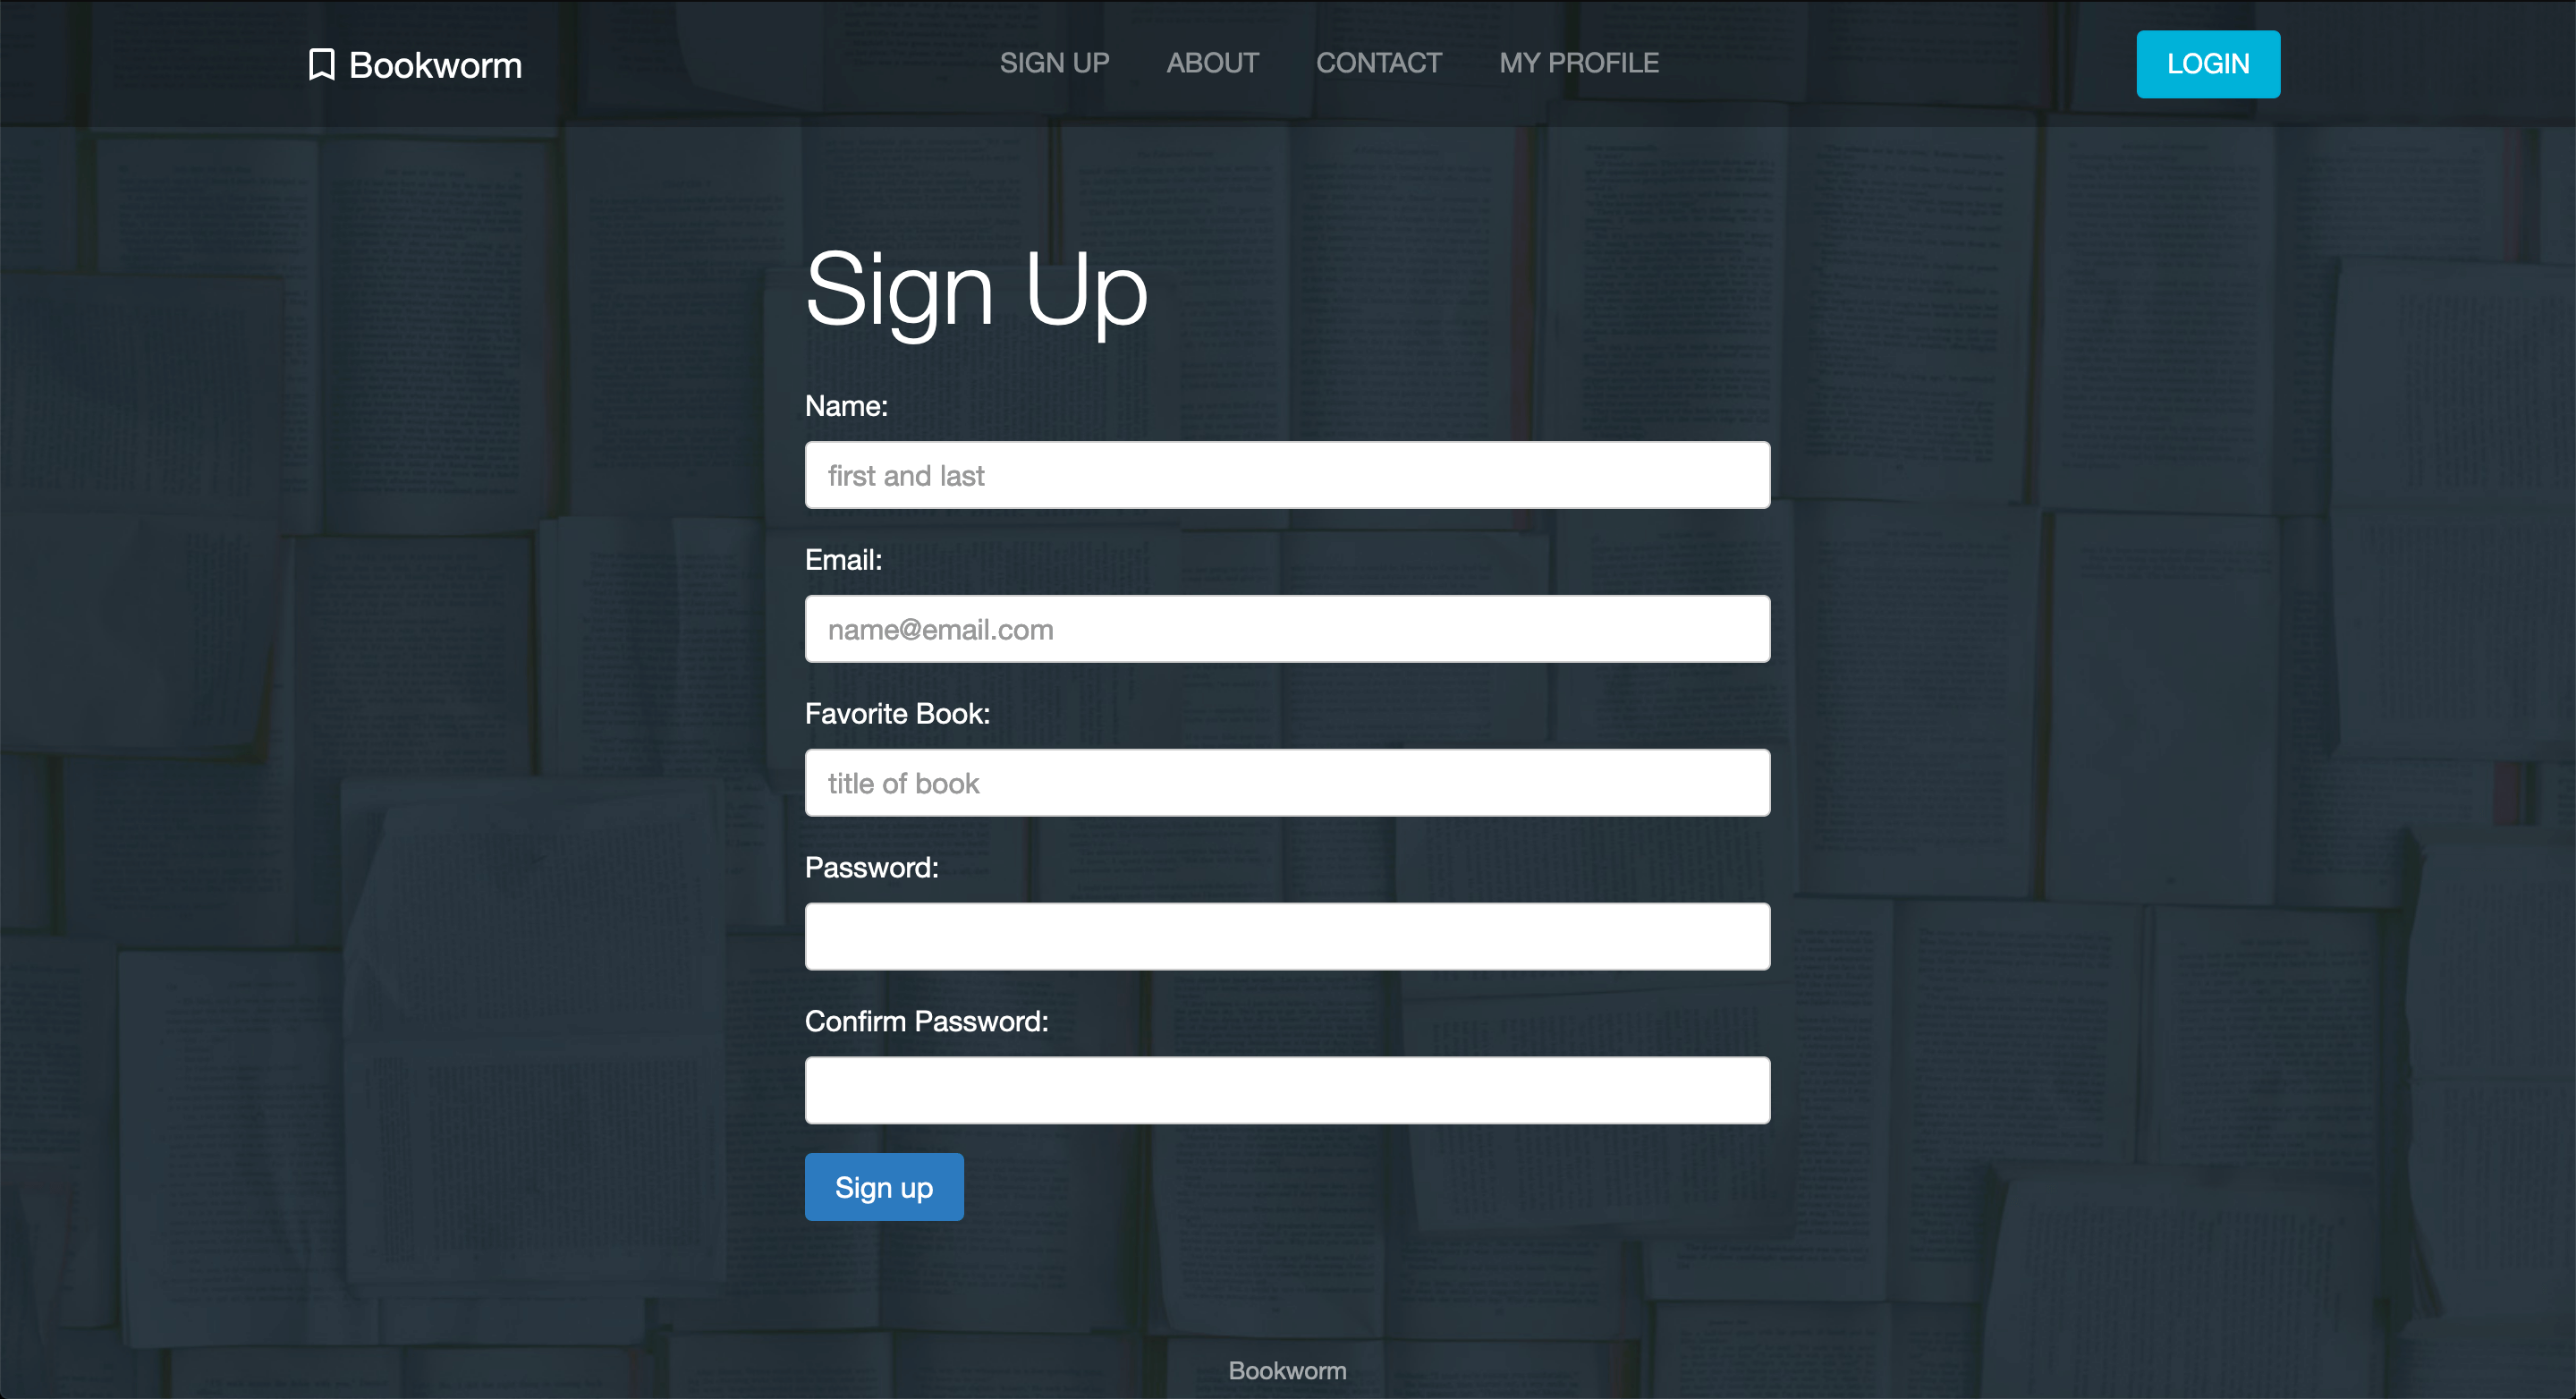 Bookworm
SIGN UP
ABOUT
CONTACT
MY PROFILE
LOGIN
Sign Up
Name:
first and last
Email:
name@email.com
Favorite Book:
title of book
Password:
Confirm Password:
Sign up
Bookworm